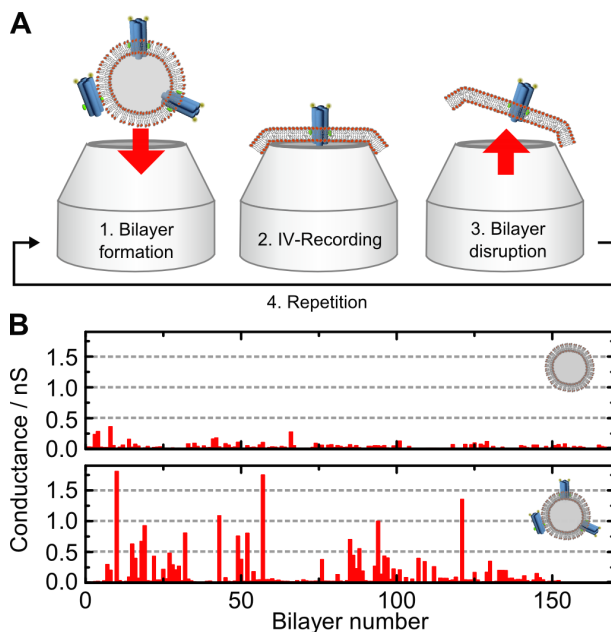 A
1. Bilayer
formation
2. IV-Recording
3. Bilayer
disruption
4. Repetition
B
Conductance / nS
1.5
1.0
0.5
0.0
1.5
1.0
0.5
0.0
0 50 100 150
Bilayer number